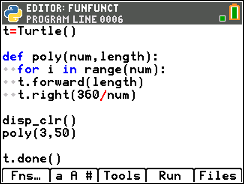 EDITOR: FUNFUNCT
PROGRAM LINE 0006
t=Turtle()
def poly(num,length):
··for i in range(num):
··t.forward(length)
··t.right(360/num)
disp_clr()
poly(3,50)
t.done()
Fns… a A # Tools Run Files